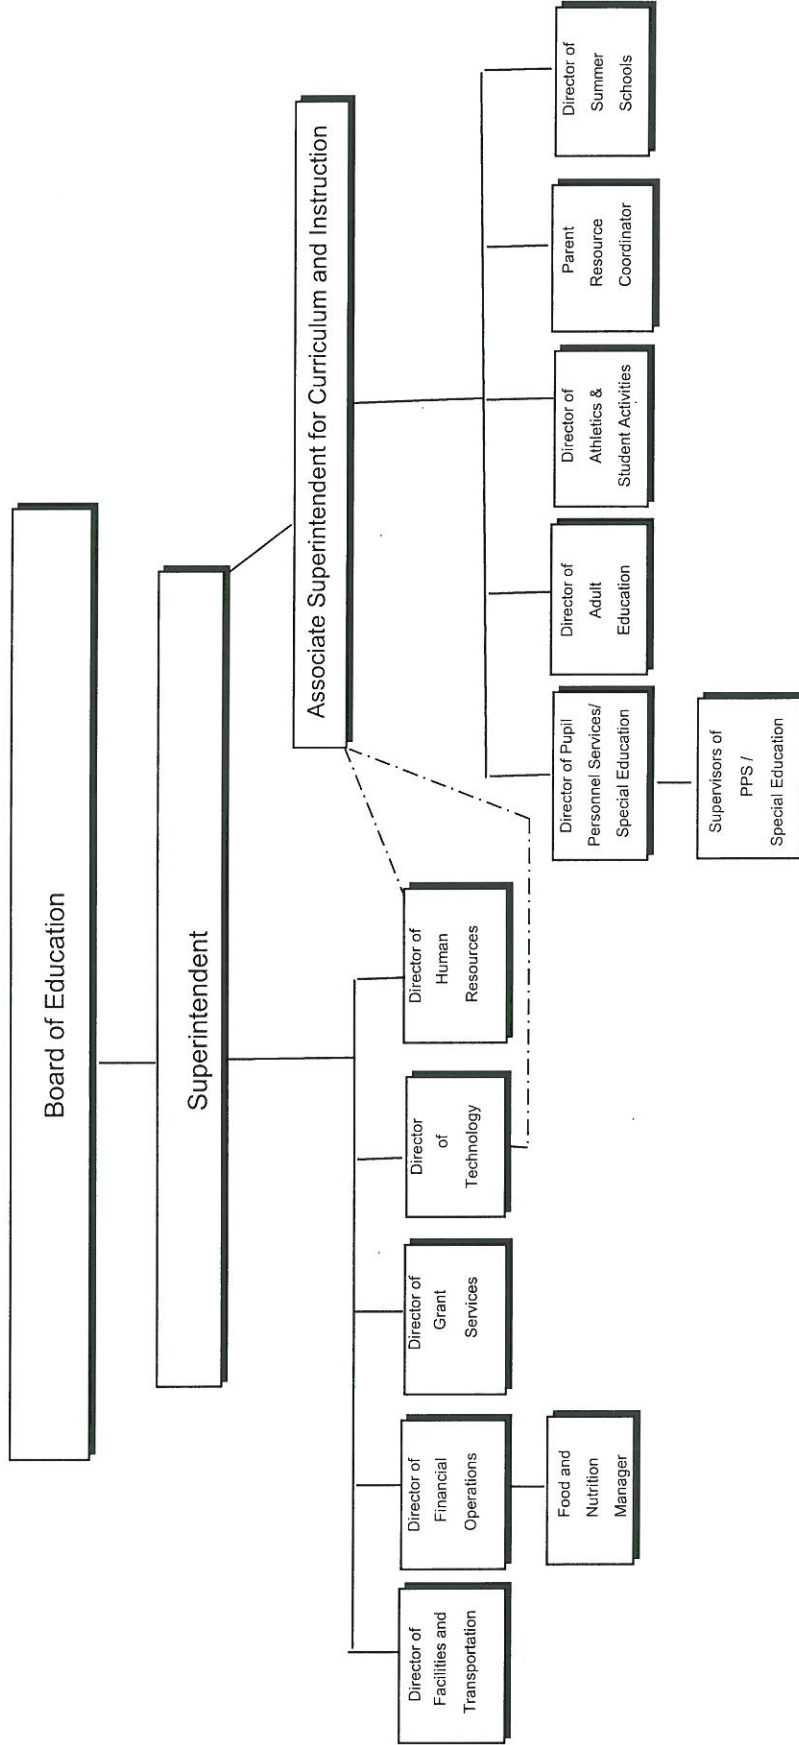 Board of Education
Superintendent
Associate Superintendent for Curriculum and Instruction
Director of
Facilities and
Transportation
Director of
Financial
Operations
Director of
Grant
Services
Director
of
Technology
Director of
Human
Resources
Food and
Nutrition
Manager
Director of Pupil
Personnel Services/
Special Education
Director of
Adult
Education
Director of
Athletics &
Student Activities
Parent
Resource
Coordinator
Director of
Summer
Schools
Supervisors of
PPS /
Special Education